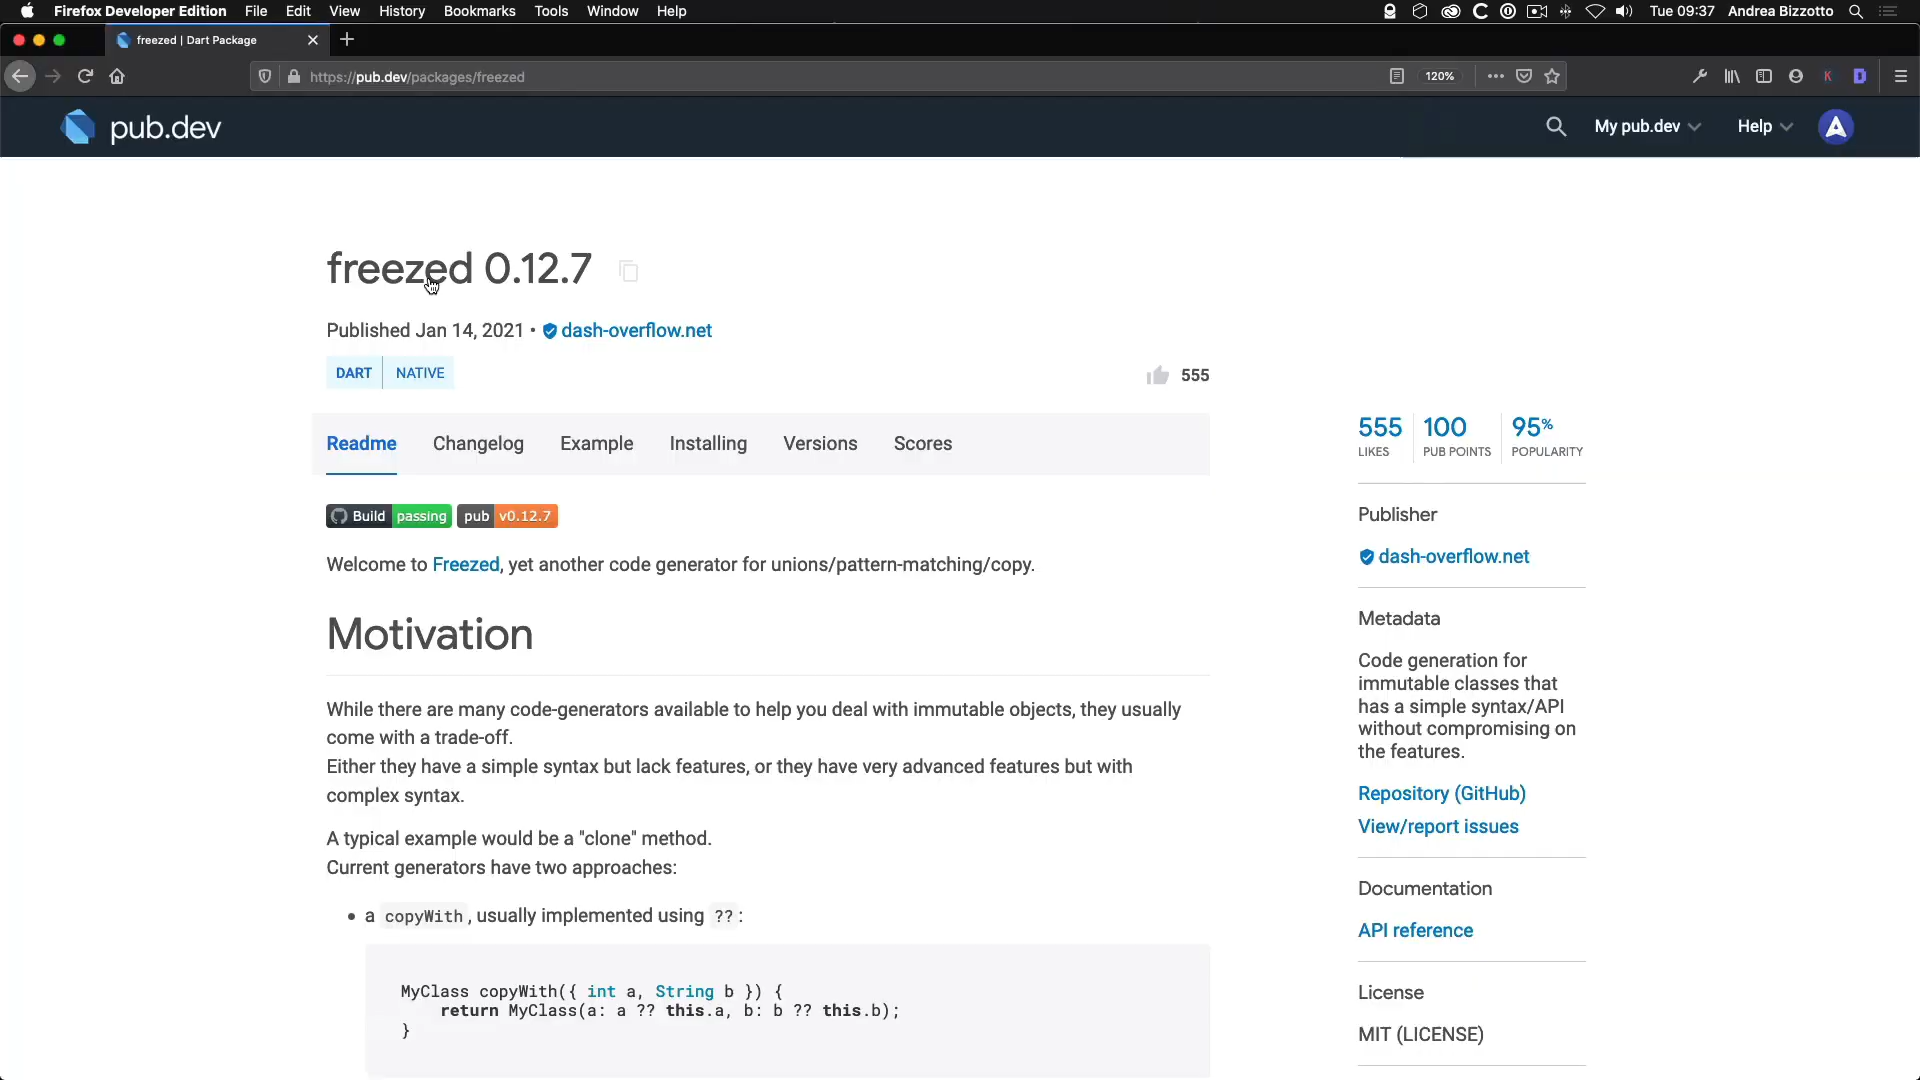 Firefox Developer Edition File Edit View History Bookmarks Tools Window Help Tue 09:37 Andrea Bizzotto
freezed | Dart Package
https://pub.dev/packages/freezed 120%
pub.dev My pub.dev Help
freezed 0.12.7
Published Jan 14, 2021 • dash-overflow.net
DART NATIVE
555
Readme Changelog Example Installing Versions Scores
555 100 95%
LIKES PUB POINTS POPULARITY
Build passing pub v0.12.7
Welcome to Freezed, yet another code generator for unions/pattern-matching/copy.
Motivation
While there are many code-generators available to help you deal with immutable objects, they usually
come with a trade-off.
Either they have a simple syntax but lack features, or they have very advanced features but with
complex syntax.
A typical example would be a "clone" method.
Current generators have two approaches:
• a copyWith, usually implemented using ??:
MyClass copyWith({ int a, String b }) {
return MyClass(a: a ?? this.a, b: b ?? this.b);
}
Publisher
dash-overflow.net
Metadata
Code generation for
immutable classes that
has a simple syntax/API
without compromising on
the features.
Repository (GitHub)
View/report issues
Documentation
API reference
License
MIT (LICENSE)